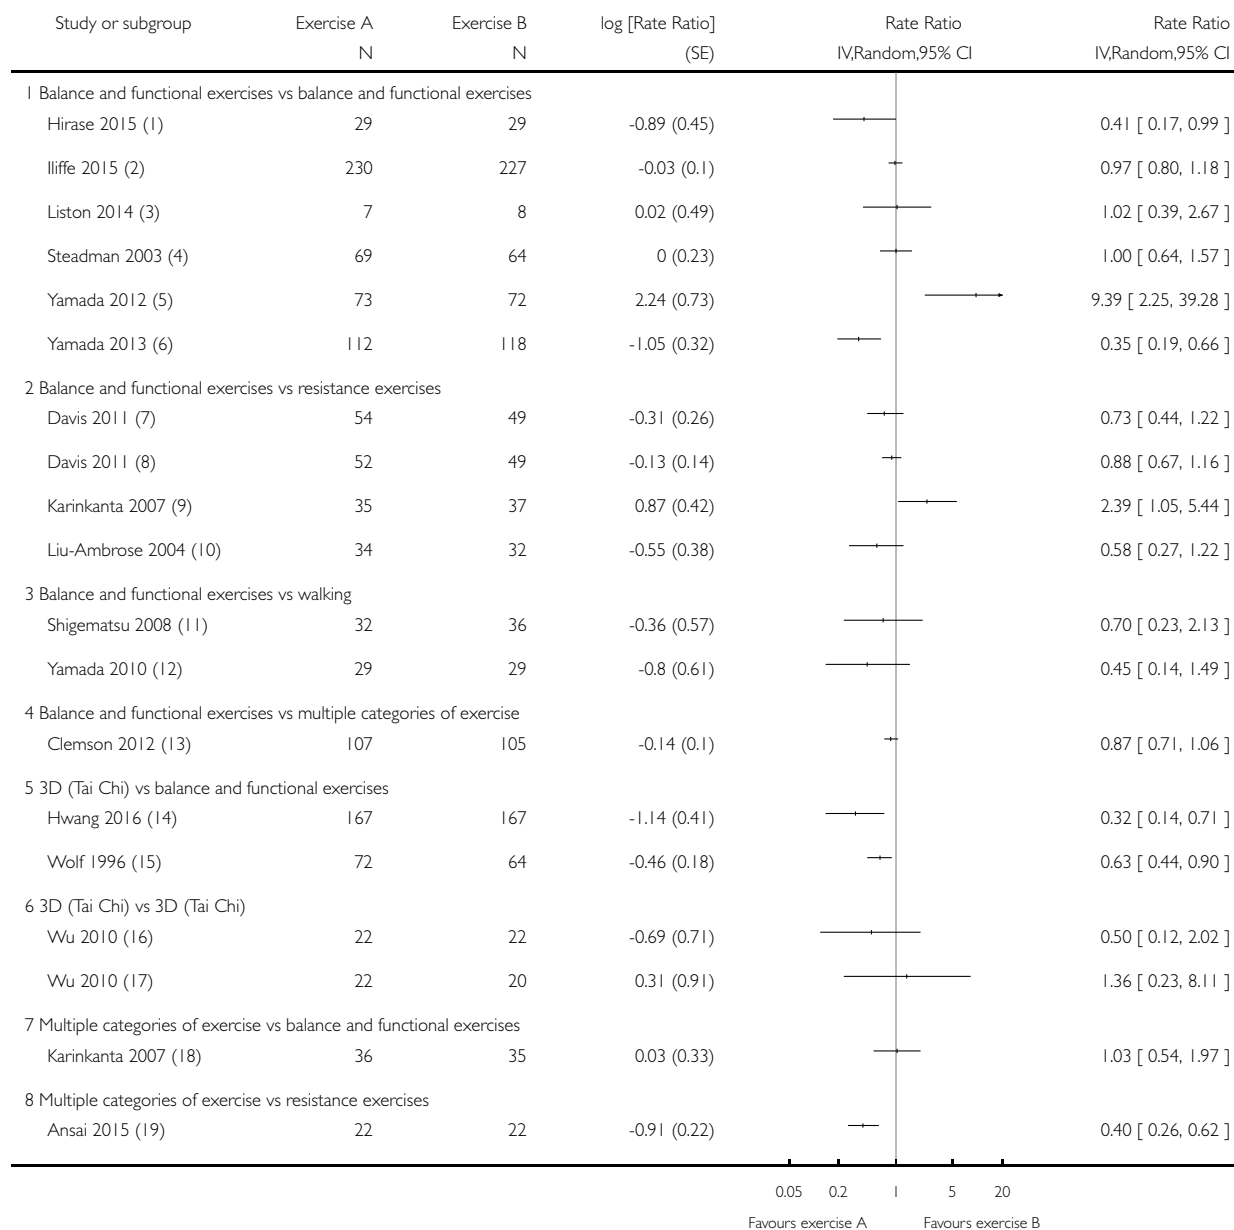 Study or subgroup Exercise A Exercise B log [Rate Ratio] Rate Ratio Rate Ratio
N N (SE) IV,Random,95% CI IV,Random,95% CI
1 Balance and functional exercises vs balance and functional exercises
Hirase 2015 (1) 29 29 -0.89 (0.45) 0.41 [ 0.17, 0.99 ]
Iliffe 2015 (2) 230 227 -0.03 (0.1) 0.97 [ 0.80, 1.18 ]
Liston 2014 (3) 7 8 0.02 (0.49) 1.02 [ 0.39, 2.67 ]
Steadman 2003 (4) 69 64 0 (0.23) 1.00 [ 0.64, 1.57 ]
Yamada 2012 (5) 73 72 2.24 (0.73) 9.39 [ 2.25, 39.28 ]
Yamada 2013 (6) 112 118 -1.05 (0.32) 0.35 [ 0.19, 0.66 ]
2 Balance and functional exercises vs resistance exercises
Davis 2011 (7) 54 49 -0.31 (0.26) 0.73 [ 0.44, 1.22 ]
Davis 2011 (8) 52 49 -0.13 (0.14) 0.88 [ 0.67, 1.16 ]
Karinkanta 2007 (9) 35 37 0.87 (0.42) 2.39 [ 1.05, 5.44 ]
Liu-Ambrose 2004 (10) 34 32 -0.55 (0.38) 0.58 [ 0.27, 1.22 ]
3 Balance and functional exercises vs walking
Shigematsu 2008 (11) 32 36 -0.36 (0.57) 0.70 [ 0.23, 2.13 ]
Yamada 2010 (12) 29 29 -0.8 (0.61) 0.45 [ 0.14, 1.49 ]
4 Balance and functional exercises vs multiple categories of exercise
Clemson 2012 (13) 107 105 -0.14 (0.1) 0.87 [ 0.71, 1.06 ]
5 3D (Tai Chi) vs balance and functional exercises
Hwang 2016 (14) 167 167 -1.14 (0.41) 0.32 [ 0.14, 0.71 ]
Wolf 1996 (15) 72 64 -0.46 (0.18) 0.63 [ 0.44, 0.90 ]
6 3D (Tai Chi) vs 3D (Tai Chi)
Wu 2010 (16) 22 22 -0.69 (0.71) 0.50 [ 0.12, 2.02 ]
Wu 2010 (17) 22 20 0.31 (0.91) 1.36 [ 0.23, 8.11 ]
7 Multiple categories of exercise vs balance and functional exercises
Karinkanta 2007 (18) 36 35 0.03 (0.33) 1.03 [ 0.54, 1.97 ]
8 Multiple categories of exercise vs resistance exercises
Ansai 2015 (19) 22 22 -0.91 (0.22) 0.40 [ 0.26, 0.62 ]
0.05 0.2 1 5 20
Favours exercise A Favours exercise B